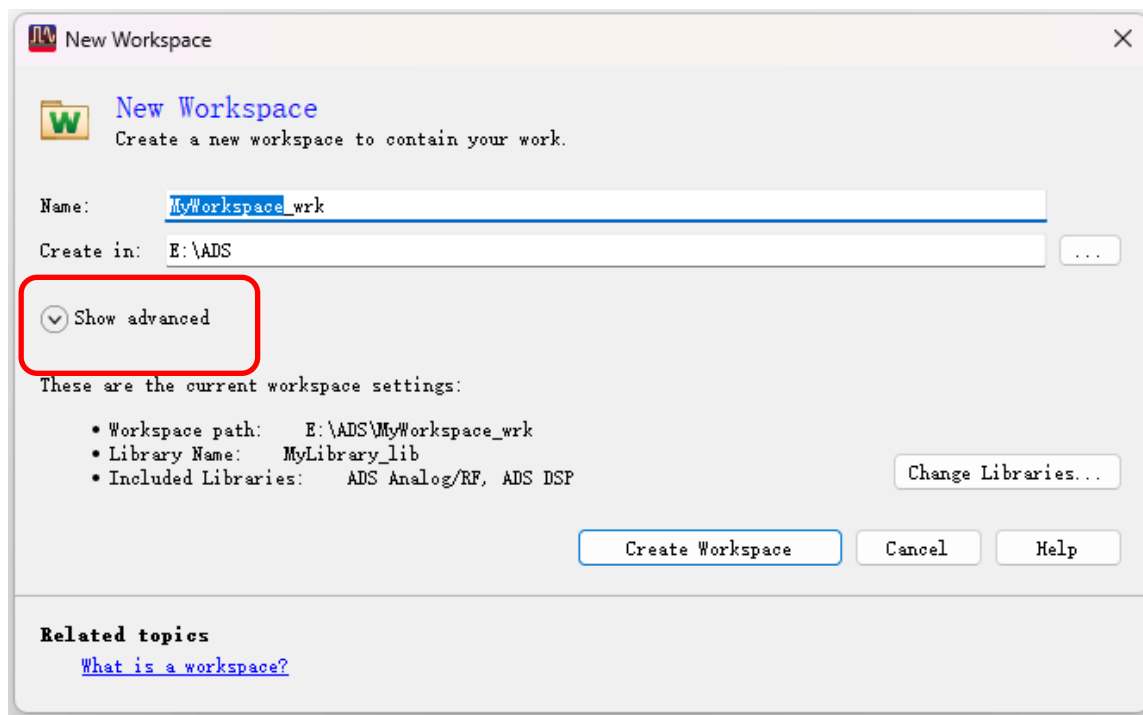 New Workspace
New Workspace
Create a new workspace to contain your work.
Name: MyWorkspace_wrk
Create in: E:\ADS ...
Show advanced
These are the current workspace settings:
• Workspace path: E:\ADS\MyWorkspace_wrk
• Library Name: MyLibrary_lib
• Included Libraries: ADS Analog/RF, ADS DSP
Change Libraries...
Create Workspace Cancel Help
Related topics
What is a workspace?